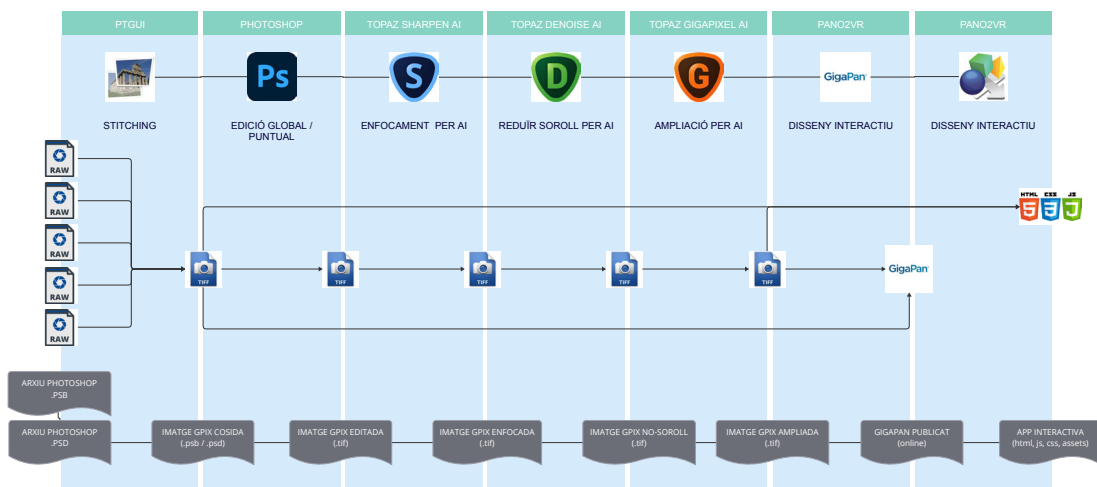 PTGUI
PHOTOSHOP
TOPAZ SHARPEN AI
TOPAZ DENOISE AI
TOPAZ GIGAPIXEL AI
PANO2VR
PANO2VR
Ps
S
D
G
GigaPan
STITCHING
EDICIÓ GLOBAL /
PUNTUAL
ENFOCAMENT PER AI
REDUÏR SOROLL PER AI
AMPLIACIÓ PER AI
DISSENY INTERACTIU
DISSENY INTERACTIU
RAW
RAW
RAW
RAW
RAW
HTML
CSS
JS
TIFF
TIFF
TIFF
TIFF
TIFF
GigaPan
ARXIU PHOTOSHOP
.PSB
ARXIU PHOTOSHOP
.PSD
IMATGE GPIX COSIDA
(.psb / .psd)
IMATGE GPIX EDITADA
(.tif)
IMATGE GPIX ENFOCADA
(.tif)
IMATGE GPIX NO-SOROLL
(.tif)
IMATGE GPIX AMPLIADA
(.tif)
GIGAPAN PUBLICAT
(online)
APP INTERACTIVA
(html, js, css, assets)